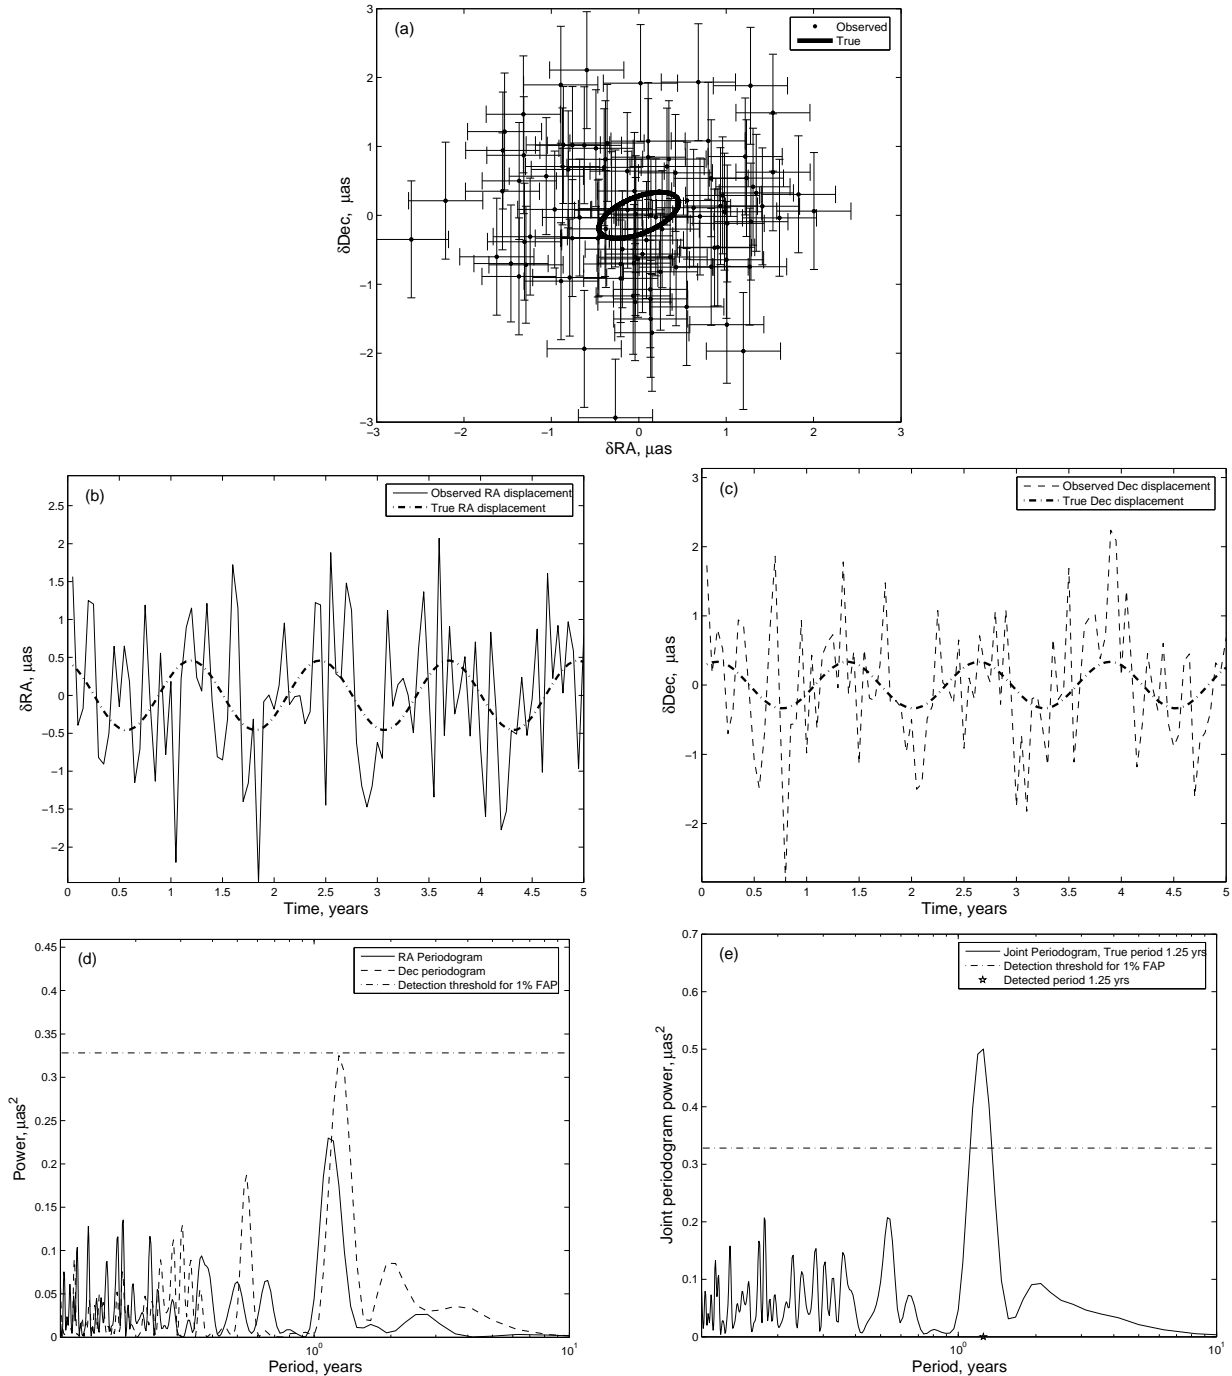 (a)
Observed
True
3
2
1
0
−1
−2
−3
δDec, μas
−3
−2
−1
0
1
2
3
δRA, μas
(b)
Observed RA displacement
True RA displacement
2.5
2
1.5
1
0.5
0
−0.5
−1
−1.5
−2
δRA, μas
0
0.5
1
1.5
2
2.5
3
3.5
4
4.5
5
Time, years
(c)
Observed Dec displacement
True Dec displacement
3
2
1
0
−1
−2
δDec, μas
0
0.5
1
1.5
2
2.5
3
3.5
4
4.5
5
Time, years
(d)
RA Periodogram
Dec periodogram
Detection threshold for 1% FAP
0.45
0.4
0.35
0.3
0.25
0.2
0.15
0.1
0.05
0
Power, μas²
10⁰
10¹
Period, years
(e)
Joint Periodogram, True period 1.25 yrs
Detection threshold for 1% FAP
Detected period 1.25 yrs
0.7
0.6
0.5
0.4
0.3
0.2
0.1
0
Joint periodogram power, μas²
10⁰
10¹
Period, years